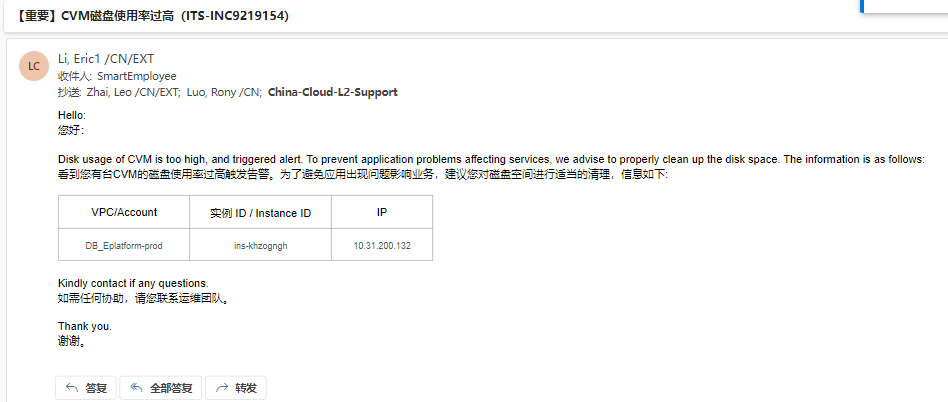 【重要】CVM磁盘使用率过高（ITS-INC9219154）
LC
Li, Eric1 /CN/EXT
收件人: SmartEmployee
抄送: Zhai, Leo /CN/EXT; Luo, Rony /CN; China-Cloud-L2-Support
Hello:
您好：
Disk usage of CVM is too high, and triggered alert. To prevent application problems affecting services, we advise to properly clean up the disk space. The information is as follows:
看到您有台CVM的磁盘使用率过高触发告警。为了避免应用出现问题影响业务，建议您对磁盘空间进行适当的清理，信息如下:
VPC/Account 实例 ID / Instance ID IP
DB_Eplatform-prod ins-khzogngh 10.31.200.132
Kindly contact if any questions.
如需任何协助，请您联系运维团队。
Thank you.
谢谢。
答复 全部答复 转发